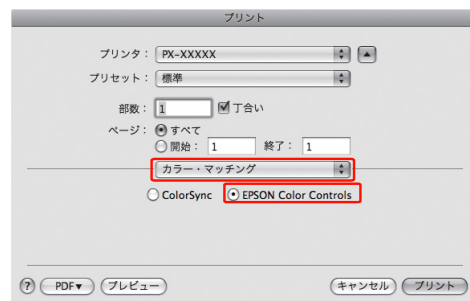 プリント
プリンタ： PX-XXXXX
プリセット： 標準
部数： 1 丁合い
ページ： すべて
開始： 1 終了： 1
カラー・マッチング
ColorSync EPSON Color Controls
? PDF▼ プレビュー キャンセル プリント